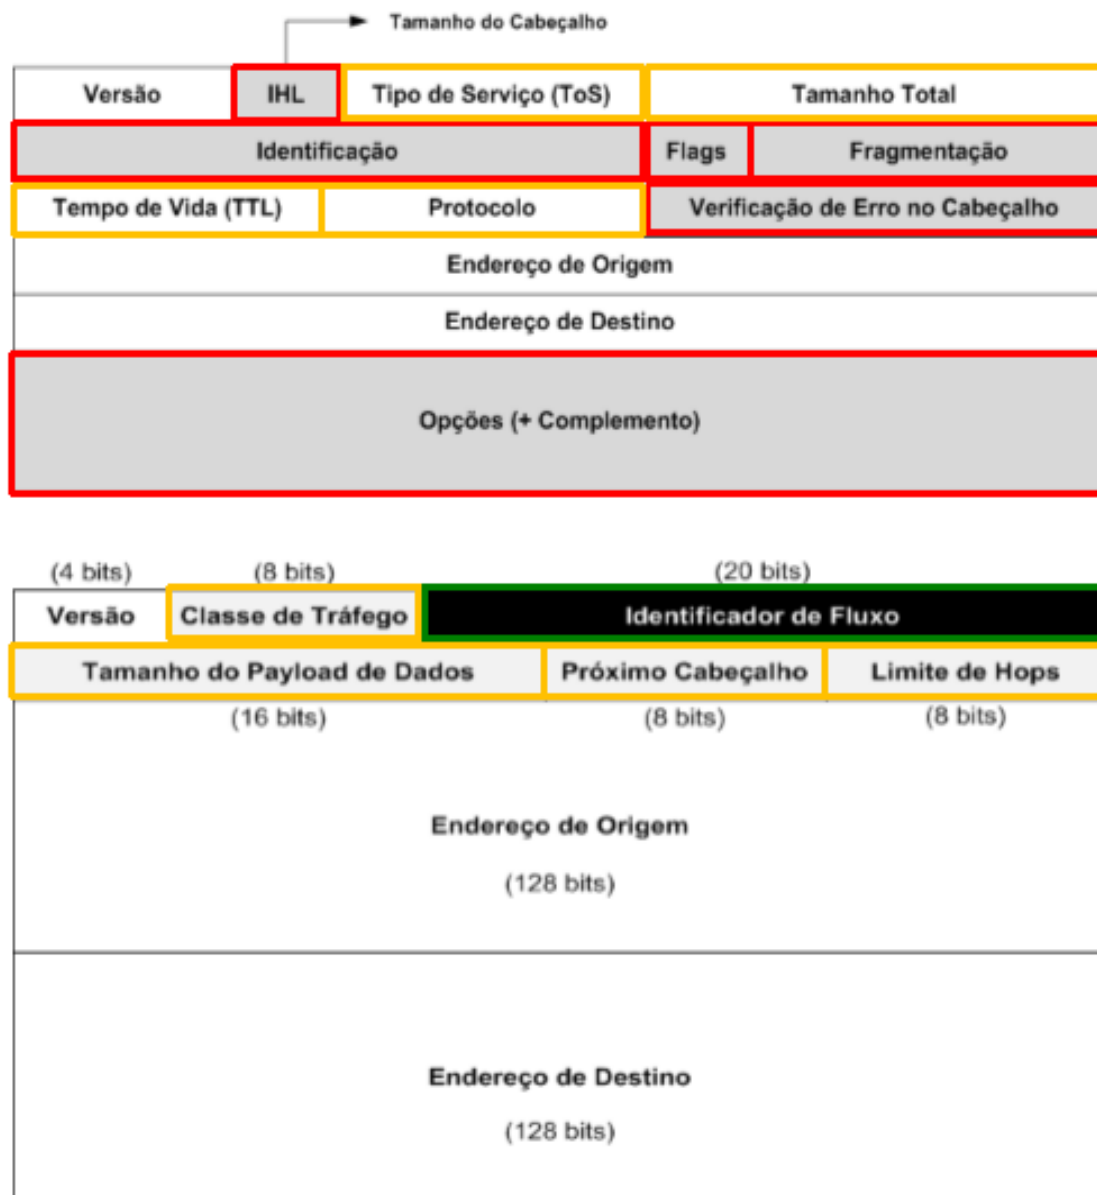 Tamanho do Cabeçalho
Versão IHL Tipo de Serviço (ToS) Tamanho Total
Identificação Flags Fragmentação
Tempo de Vida (TTL) Protocolo Verificação de Erro no Cabeçalho
Endereço de Origem
Endereço de Destino
Opções (+ Complemento)
(4 bits) (8 bits) (20 bits)
Versão Classe de Tráfego Identificador de Fluxo
Tamanho do Payload de Dados Próximo Cabeçalho Limite de Hops
(16 bits) (8 bits) (8 bits)
Endereço de Origem
(128 bits)
Endereço de Destino
(128 bits)